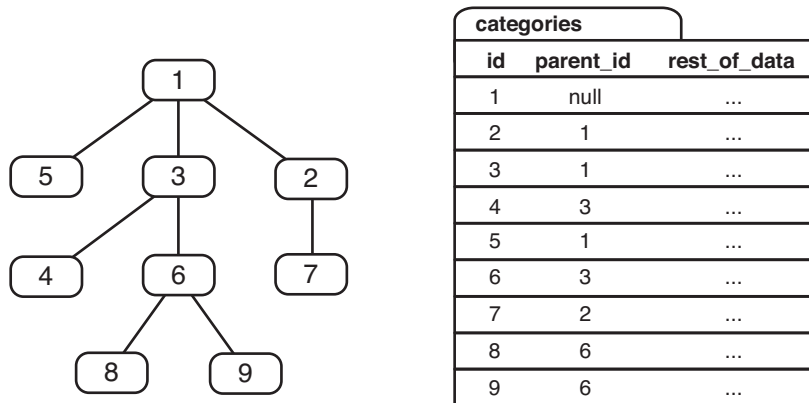 1
5 3 2
4 6 7
8 9
categories
id parent_id rest_of_data
1 null ...
2 1 ...
3 1 ...
4 3 ...
5 1 ...
6 3 ...
7 2 ...
8 6 ...
9 6 ...